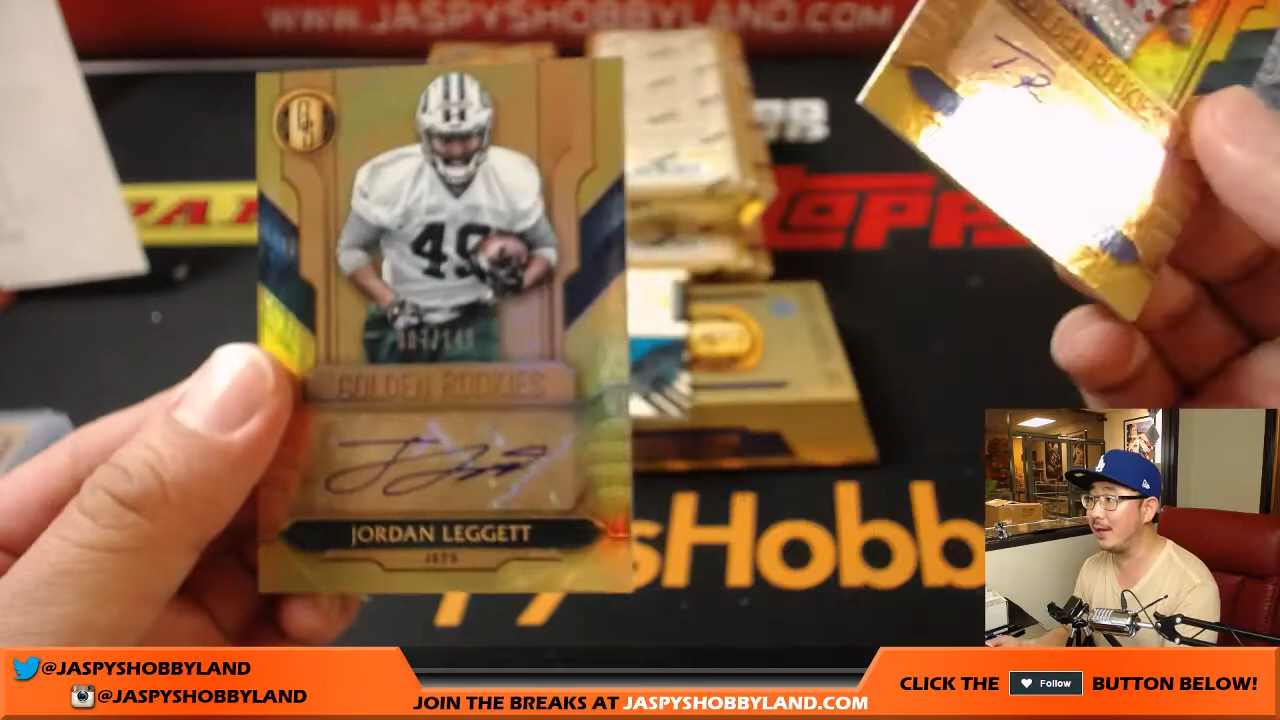 WWW.JASPYSHOBBYLAND.COM
GOLDEN ROOKIES
TOPPS
49
GOLDEN ROOKIES
JORDAN LEGGETT
JETS
sHobb
@JASPYSHOBBYLAND
@JASPYSHOBBYLAND
JOIN THE BREAKS AT JASPYSHOBBYLAND.COM
CLICK THE Follow BUTTON BELOW!